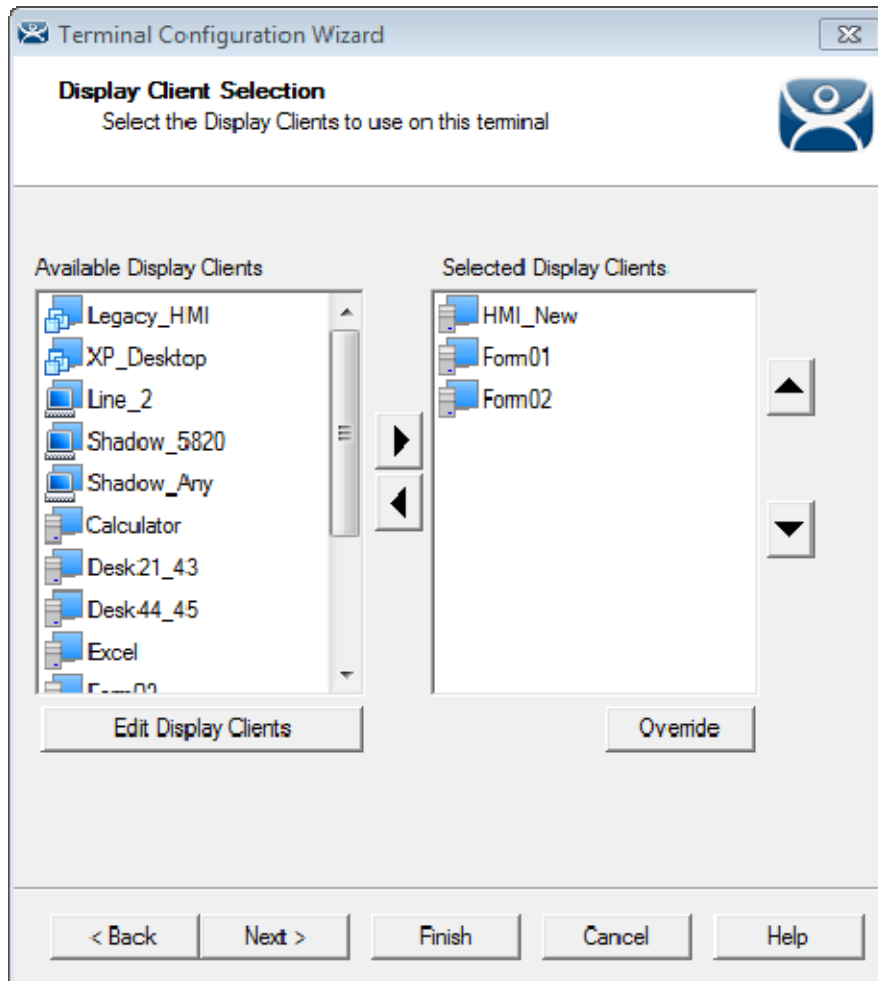 Terminal Configuration Wizard
Display Client Selection
Select the Display Clients to use on this terminal
Available Display Clients
Legacy_HMI
XP_Desktop
Line_2
Shadow_5820
Shadow_Any
Calculator
Desk21_43
Desk44_45
Excel
Edit Display Clients
Selected Display Clients
HMI_New
Form01
Form02
Override
< Back
Next >
Finish
Cancel
Help